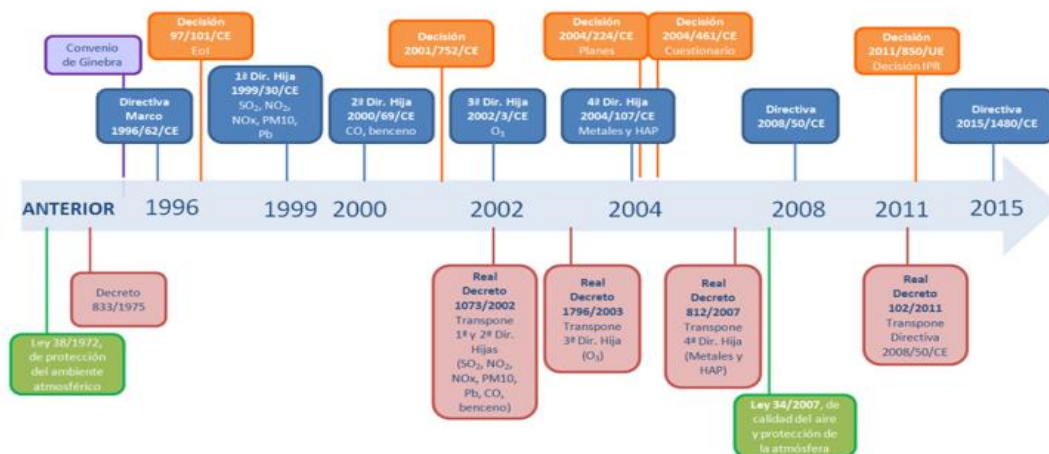 Convenio
de Ginebra
Decisión
97/101/CE
EoI
Directiva
Marco
1996/62/CE
1ª Dir. Hija
1999/30/CE
SO₂, NO₂,
NOx, PM10,
Pb
2ª Dir. Hija
2000/69/CE
CO, benceno
Decisión
2001/752/CE
3ª Dir. Hija
2002/3/CE
O₃
Decisión
2004/224/CE
Planes
Decisión
2004/461/CE
Cuestionario
4ª Dir. Hija
2004/107/CE
Metales y HAP
Directiva
2008/50/CE
Decisión
2011/850/UE
Decisión IPR
Directiva
2015/1480/CE
ANTERIOR 1996 1999 2000 2002 2004 2008 2011 2015
Ley 38/1972,
de protección
del ambiente
atmosférico
Decreto
833/1975
Real
Decreto
1073/2002
Transpone
1ª y 2ª Dir.
Hijas
(SO₂, NO₂,
NOx, PM10,
Pb, CO,
benceno)
Real
Decreto
1796/2003
Transpone
3ª Dir. Hija
(O₃)
Real
Decreto
812/2007
Transpone
4ª Dir. Hija
(Metales y
HAP)
Ley 34/2007, de
calidad del aire
y protección de
la atmósfera
Real
Decreto
102/2011
Transpone
Directiva
2008/50/CE